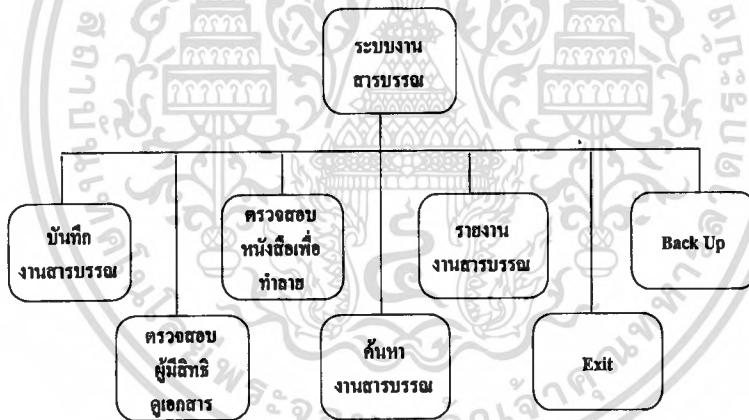 ระบบงาน
สารบรรณ
บันทึก
งานสารบรรณ
ตรวจสอบ
ผู้มีสิทธิ
ดูเอกสาร
ตรวจสอบ
หนังสือเพื่อ
ทำลาย
ค้นหา
งานสารบรรณ
รายงาน
งานสารบรรณ
Exit
Back Up